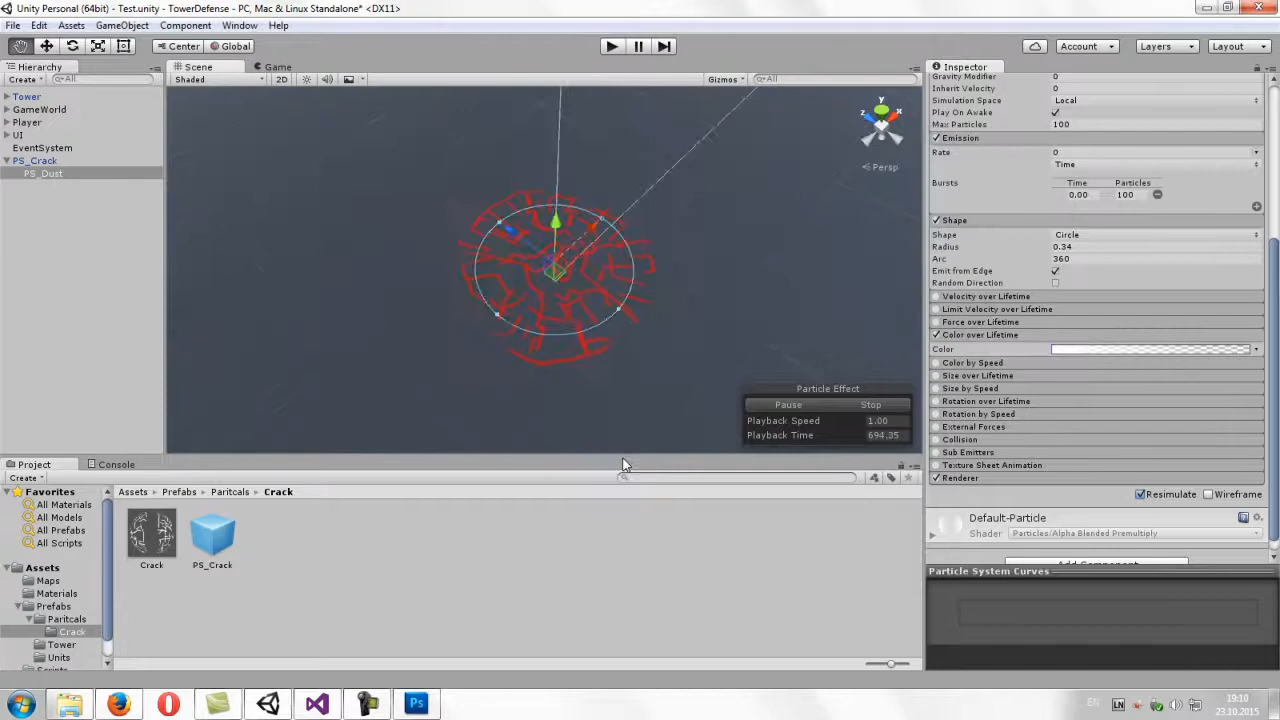 Unity Personal (64bit) - Test.unity - TowerDefense - PC, Mac & Linux Standalone* <DX11>
File Edit Assets GameObject Component Window Help
Center Global Account Layers Layout
Hierarchy
Create All
Tower
GameWorld
Player
UI
EventSystem
PS_Crack
PS_Dust
Scene Game
Shaded 2D Gizmos All
y
x
z
Persp
Particle Effect
Pause Stop
Playback Speed 1.00
Playback Time 694.35
Inspector
Gravity Modifier 0
Inherit Velocity 0
Simulation Space Local
Play On Awake
Max Particles 100
Emission
Rate 0
Time
Bursts Time Particles
0.00 100
Shape
Shape Circle
Radius 0.34
Arc 360
Emit from Edge
Random Direction
Velocity over Lifetime
Limit Velocity over Lifetime
Force over Lifetime
Color over Lifetime
Color
Color by Speed
Size over Lifetime
Size by Speed
Rotation over Lifetime
Rotation by Speed
External Forces
Collision
Sub Emitters
Texture Sheet Animation
Renderer
Resimulate Wireframe
Default-Particle
Shader Particles/Alpha Blended Premultiply
Add Component
Particle System Curves
Project Console
Create
Favorites
All Materials
All Models
All Prefabs
All Scripts
Assets
Maps
Materials
Prefabs
Paritcals
Crack
Tower
Units
Scripts
Assets Prefabs Paritcals Crack
Crack PS_Crack
Ps
EN LN
19:10
23.10.2015